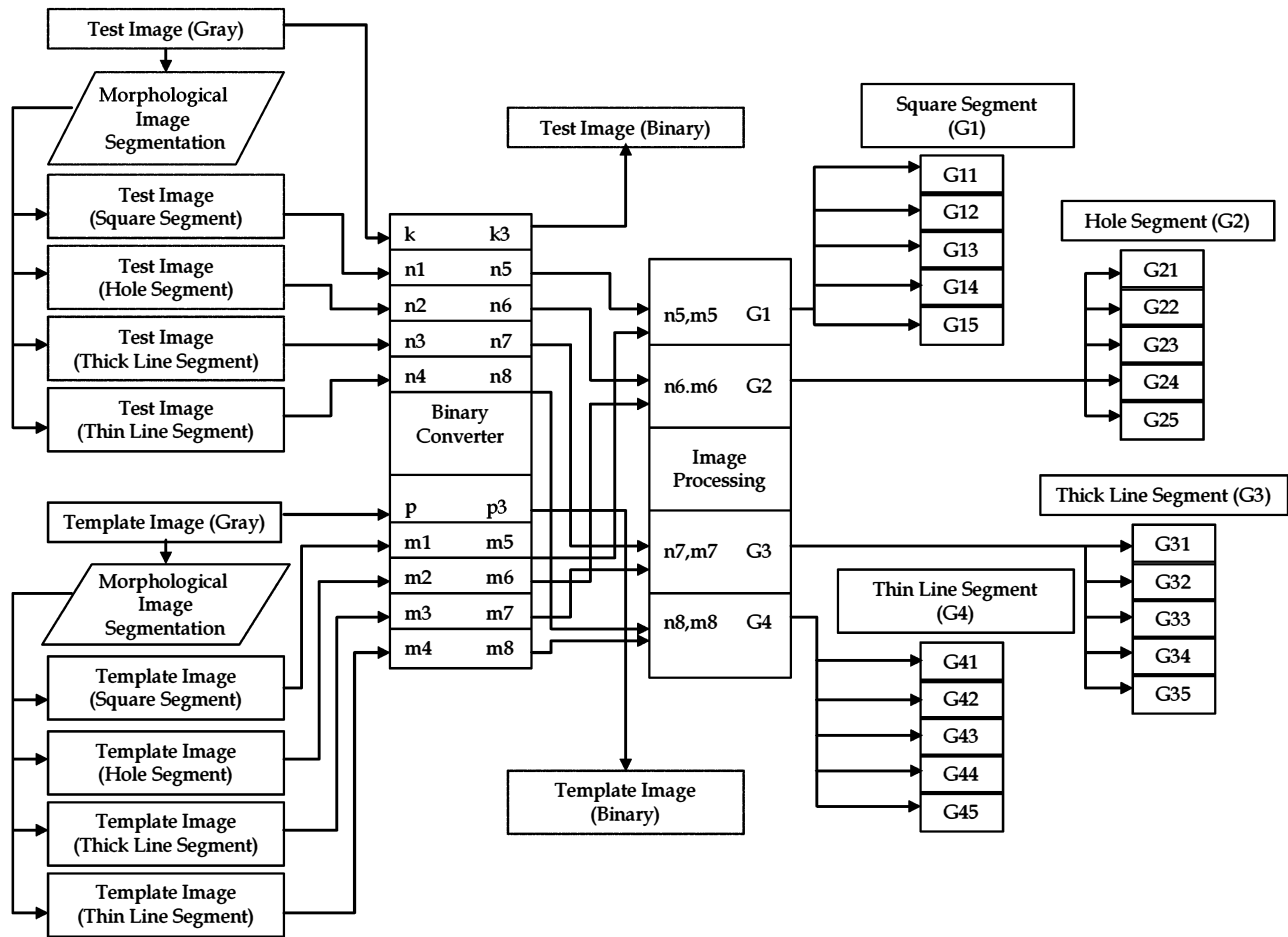 Test Image (Gray)
Morphological
Image
Segmentation
Test Image
(Square Segment)
Test Image
(Hole Segment)
Test Image
(Thick Line Segment)
Test Image
(Thin Line Segment)
Template Image (Gray)
Morphological
Image
Segmentation
Template Image
(Square Segment)
Template Image
(Hole Segment)
Template Image
(Thick Line Segment)
Template Image
(Thin Line Segment)
k k3
n1 n5
n2 n6
n3 n7
n4 n8
Binary
Converter
p p3
m1 m5
m2 m6
m3 m7
m4 m8
Test Image (Binary)
Template Image
(Binary)
n5,m5 G1
n6.m6 G2
Image
Processing
n7,m7 G3
n8,m8 G4
Square Segment
(G1)
G11
G12
G13
G14
G15
Hole Segment (G2)
G21
G22
G23
G24
G25
Thick Line Segment (G3)
G31
G32
G33
G34
G35
Thin Line Segment
(G4)
G41
G42
G43
G44
G45